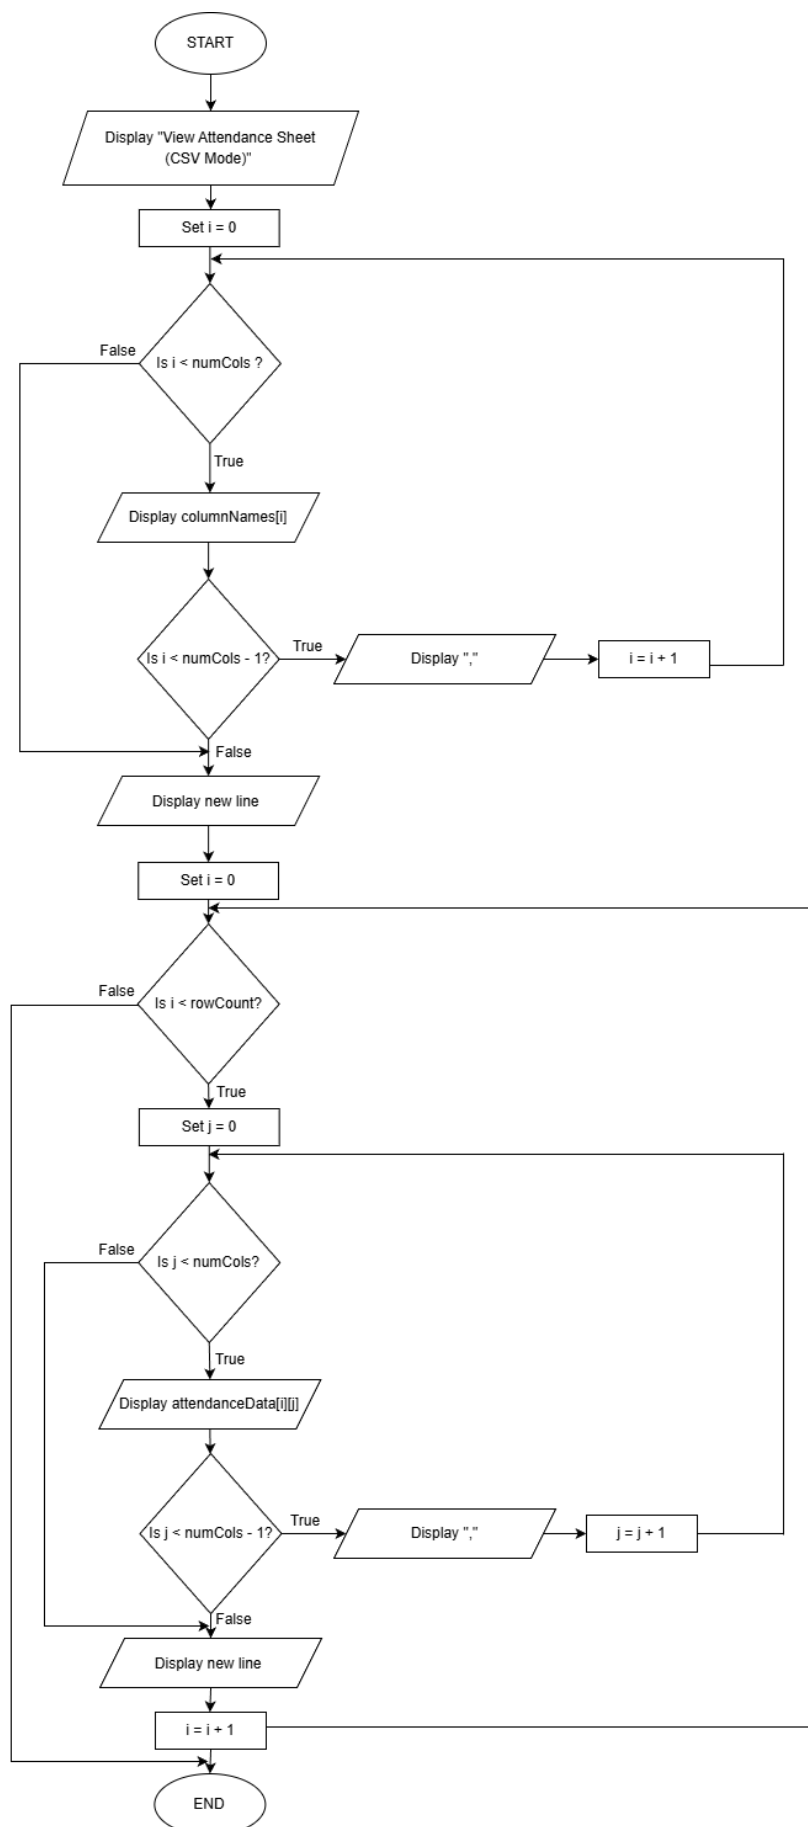 START
Display "View Attendance Sheet
(CSV Mode)"
Set i = 0
False
Is i < numCols ?
True
Display columnNames[i]
Is i < numCols - 1?
True
Display ","
i = i + 1
False
Display new line
Set i = 0
False
Is i < rowCount?
True
Set j = 0
False
Is j < numCols?
True
Display attendanceData[i][j]
Is j < numCols - 1?
True
Display ","
j = j + 1
False
Display new line
i = i + 1
END